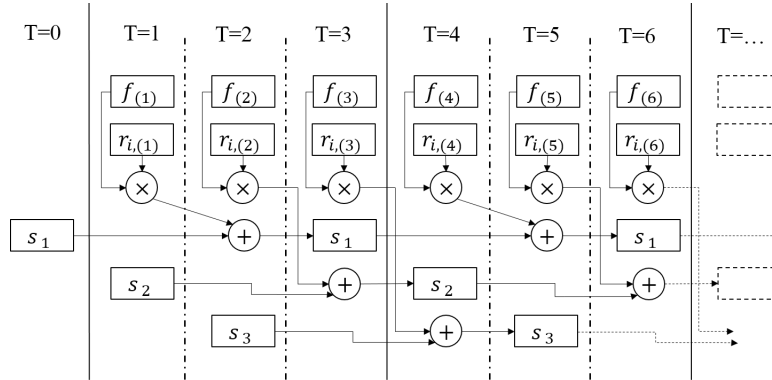 T=0 T=1 T=2 T=3 T=4 T=5 T=6 T=...
f(1) f(2) f(3) f(4) f(5) f(6)
ri,(1) ri,(2) ri,(3) ri,(4) ri,(5) ri,(6)
× × × × × ×
s1 + s1 + s1
s2 + s2 +
s3 + s3